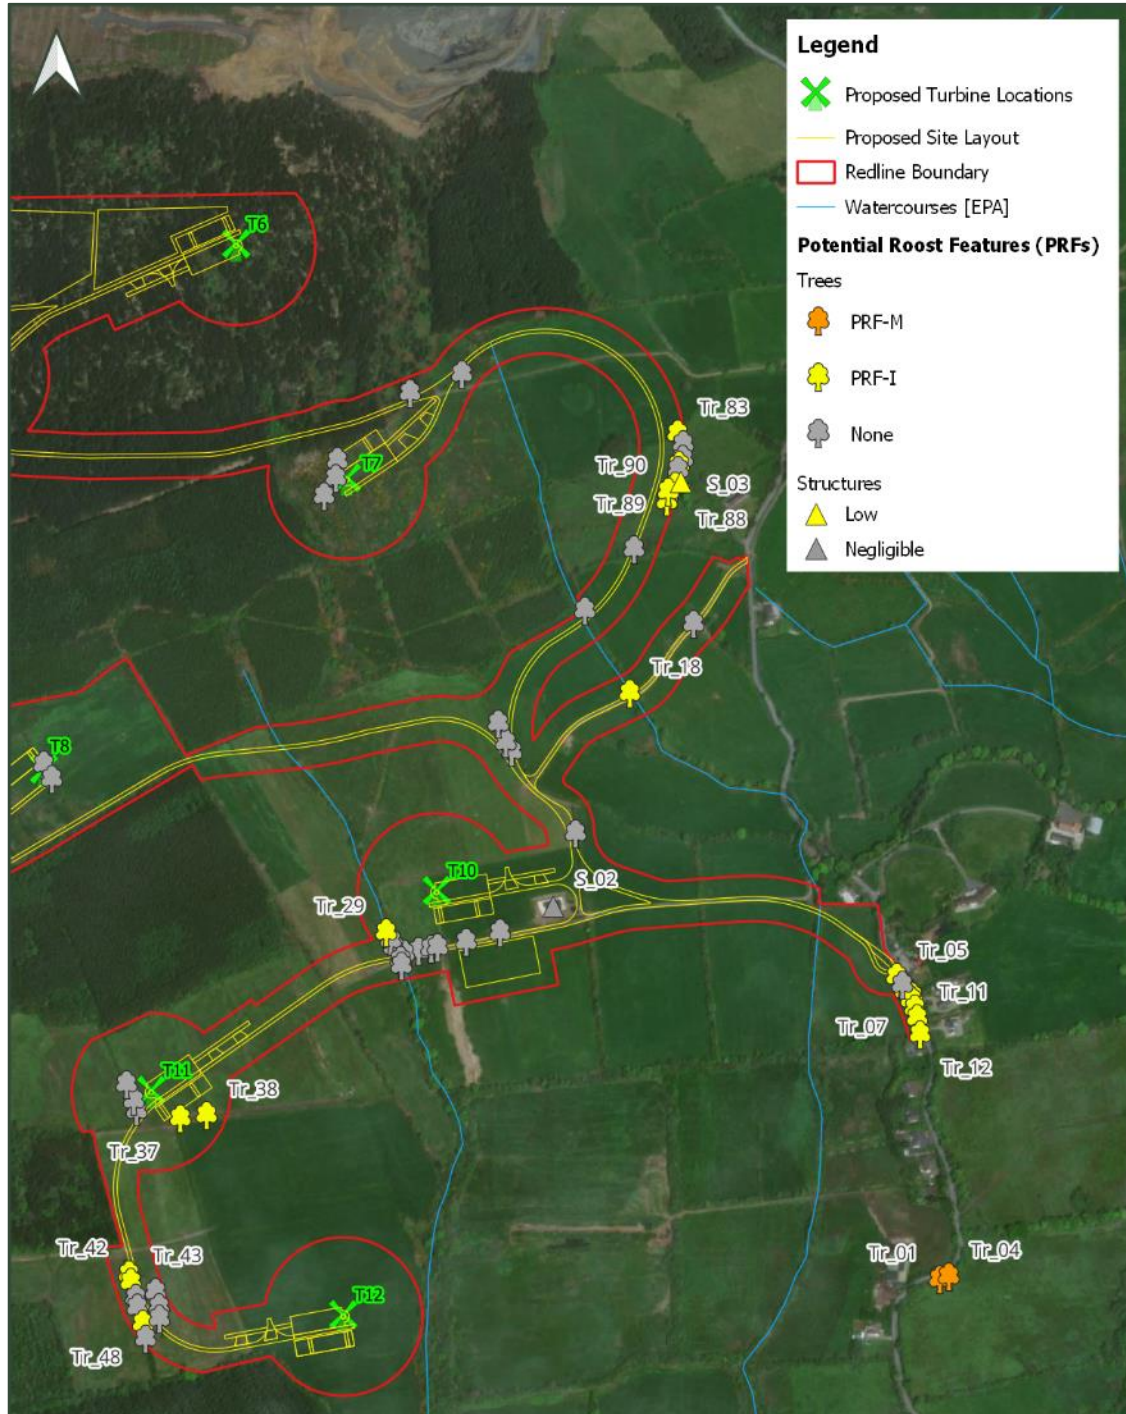 Legend
Proposed Turbine Locations
Proposed Site Layout
Redline Boundary
Watercourses [EPA]
Potential Roost Features (PRFs)
Trees
PRF-M
PRF-I
None
Structures
Low
Negligible
T6
Tr_83
T7
Tr_90
S_03
Tr_89
Tr_88
Tr_18
T8
T10
S_02
Tr_29
Tr_05
Tr_11
Tr_07
Tr_12
T11
Tr_38
Tr_37
Tr_42
Tr_43
Tr_01
Tr_04
T12
Tr_48